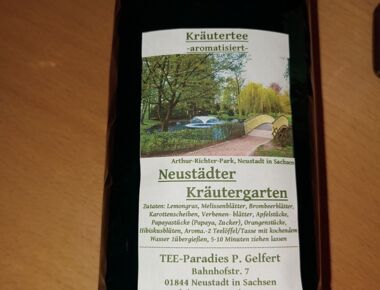 Kräutertee
-aromatisiert-
Arthur-Richter-Park, Neustadt in Sachsen
Neustädter
Kräutergarten
Zutaten: Lemongras, Melissenblätter, Brombeerblätter,
Karottenscheiben, Verbenen- blätter, Apfelstücke,
Papayastücke (Papaya, Zucker), Orangenstücke,
Hibiskusblüten, Aroma.-2 Teelöffel/Tasse mit kochendem
Wasser 1übergießen, 5-10 Minuten ziehen lassen
TEE-Paradies P. Gelfert
Bahnhofstr. 7
01844 Neustadt in Sachsen